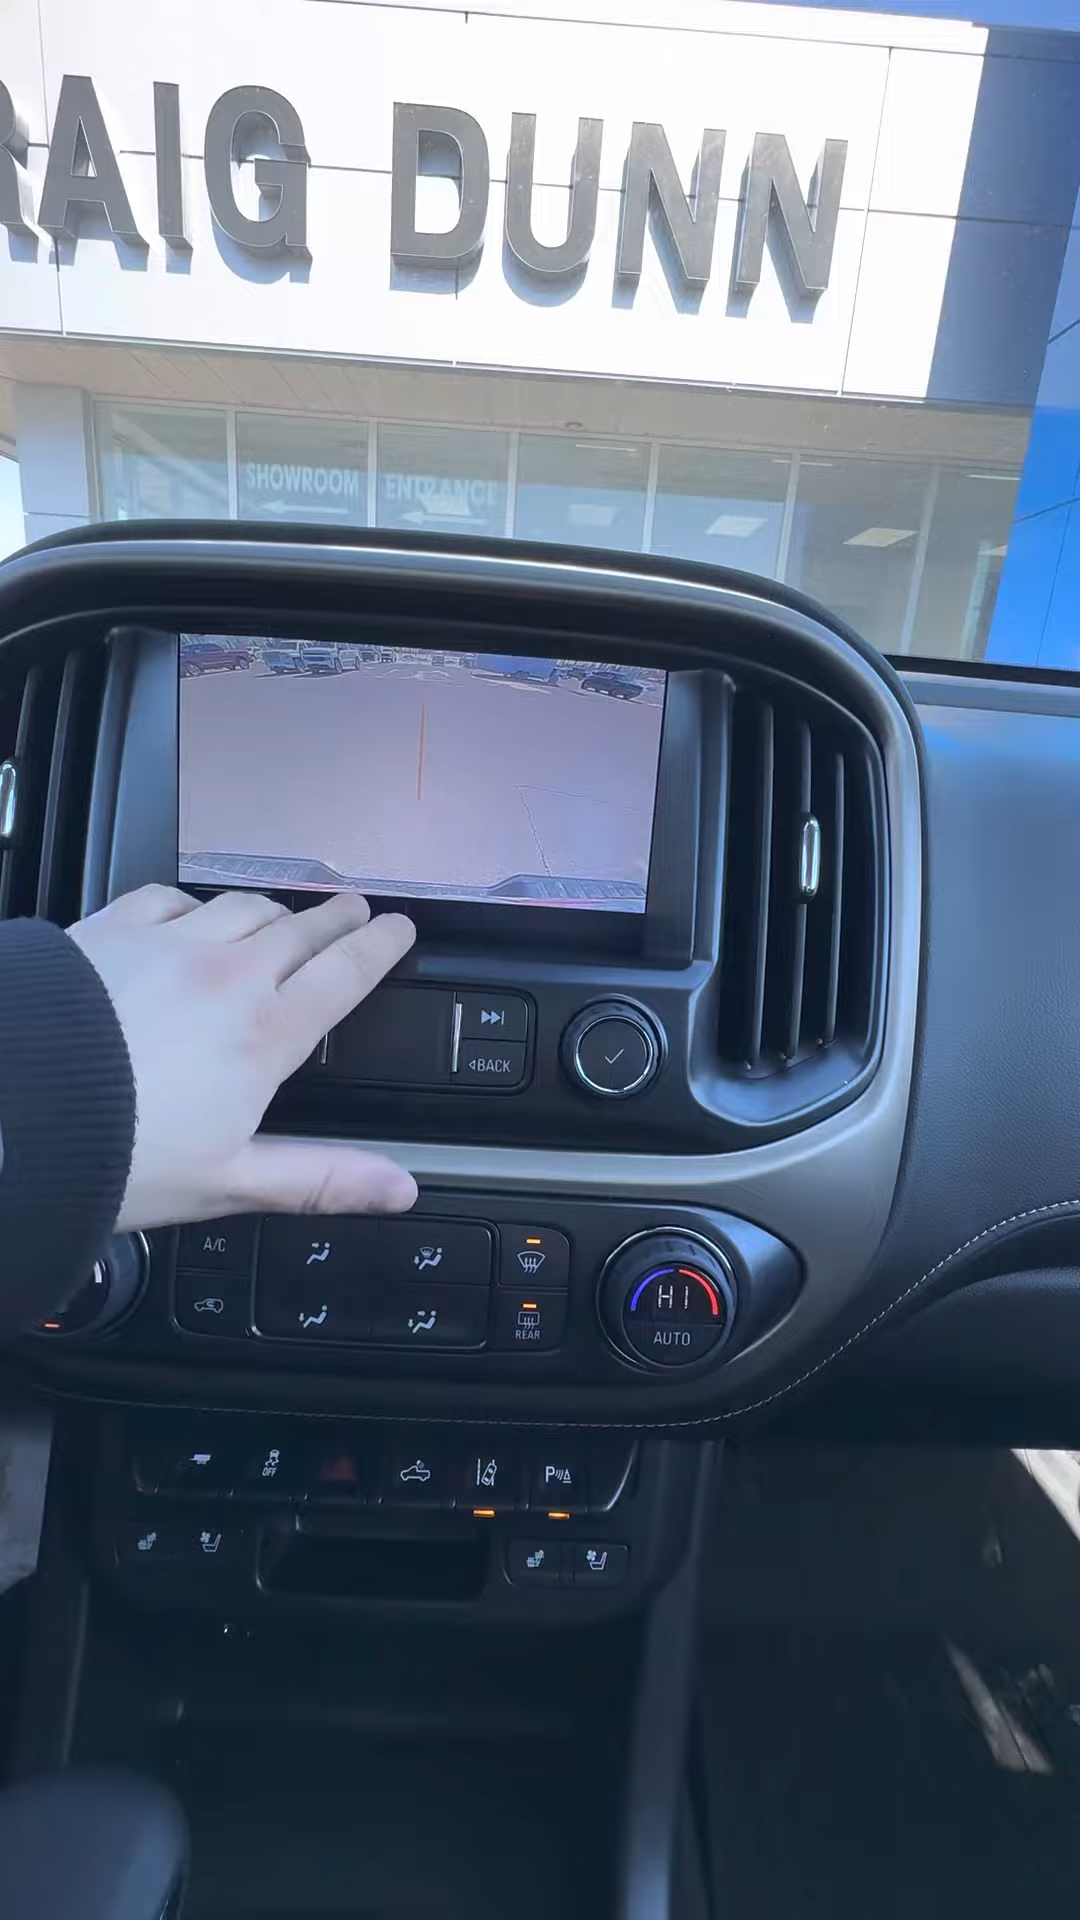 RAIG DUNN
SHOWROOM ENTRANCE
BACK
A/C
REAR
HI
AUTO
OFF
P